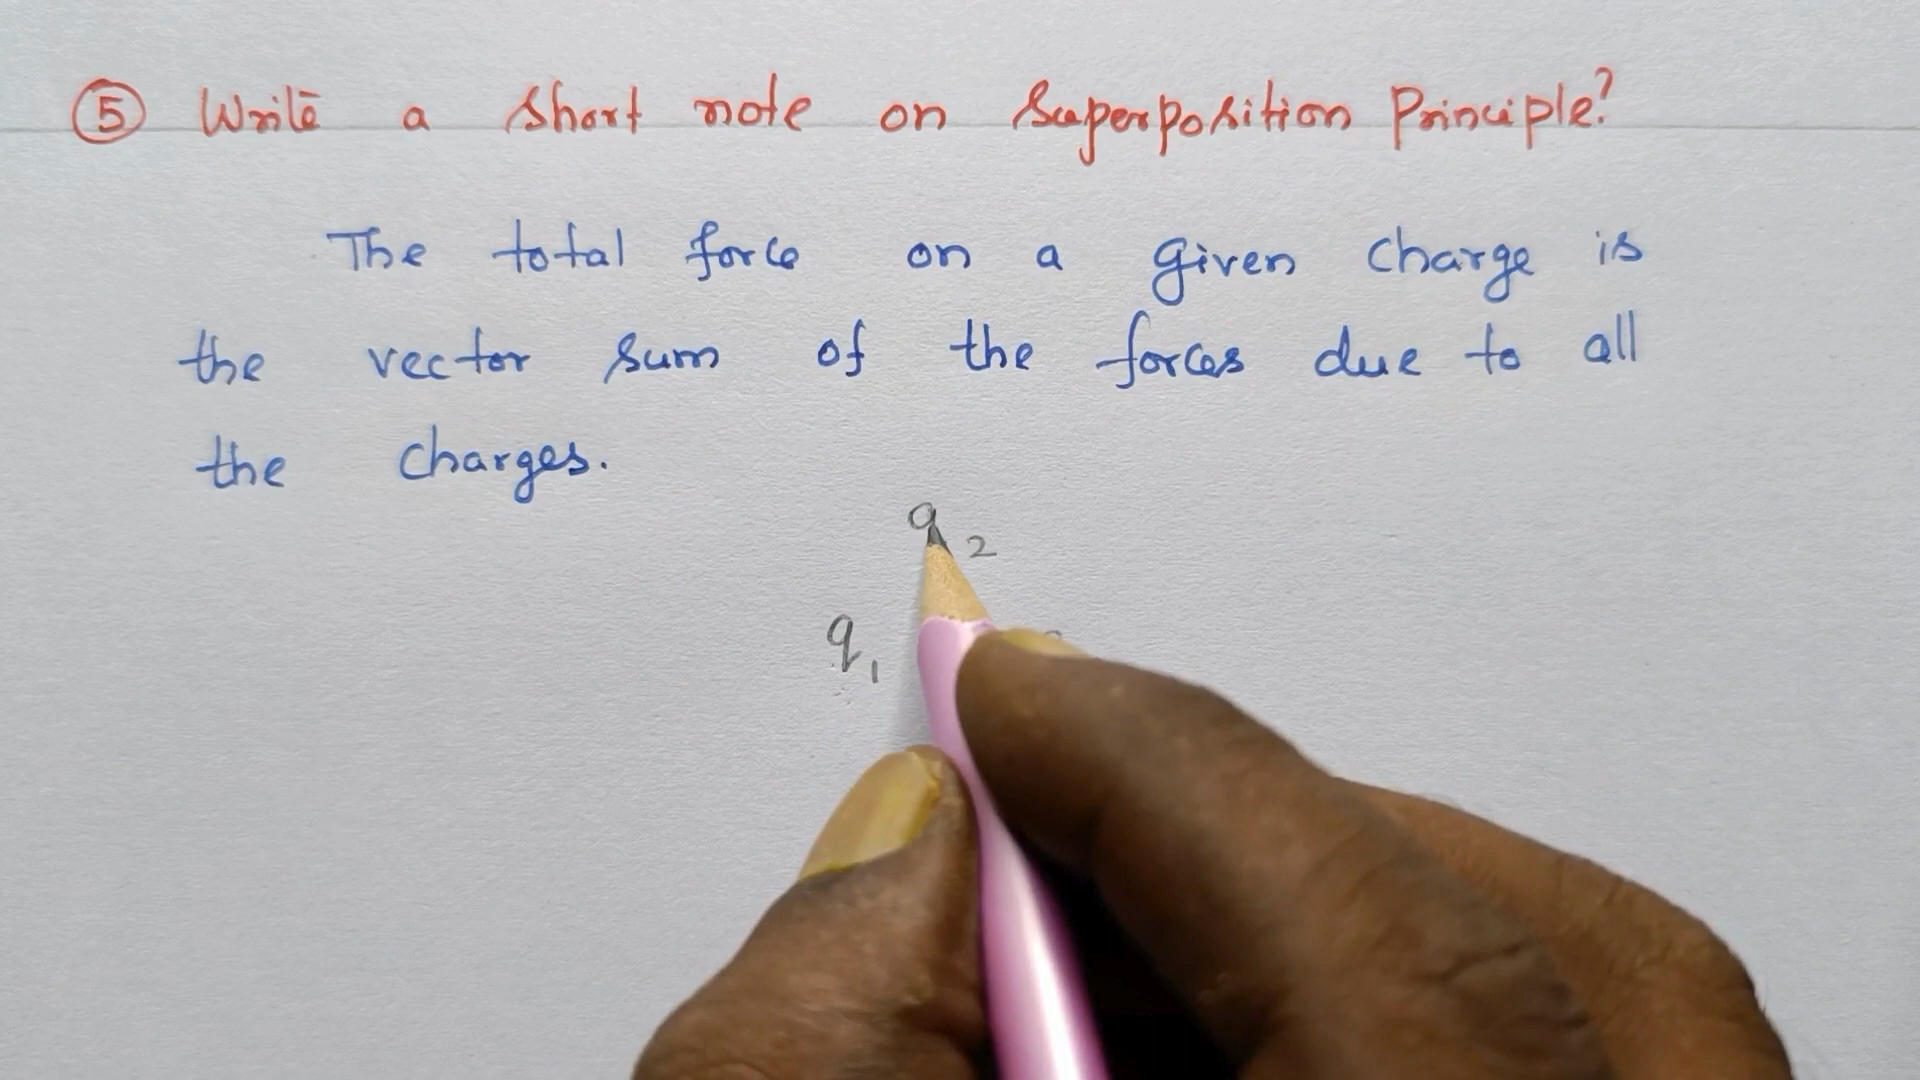 ⑤ Write a short note on Superposition Principle?
The total force on a given charge is
the vector sum of the forces due to all
the charges.
q2
q1